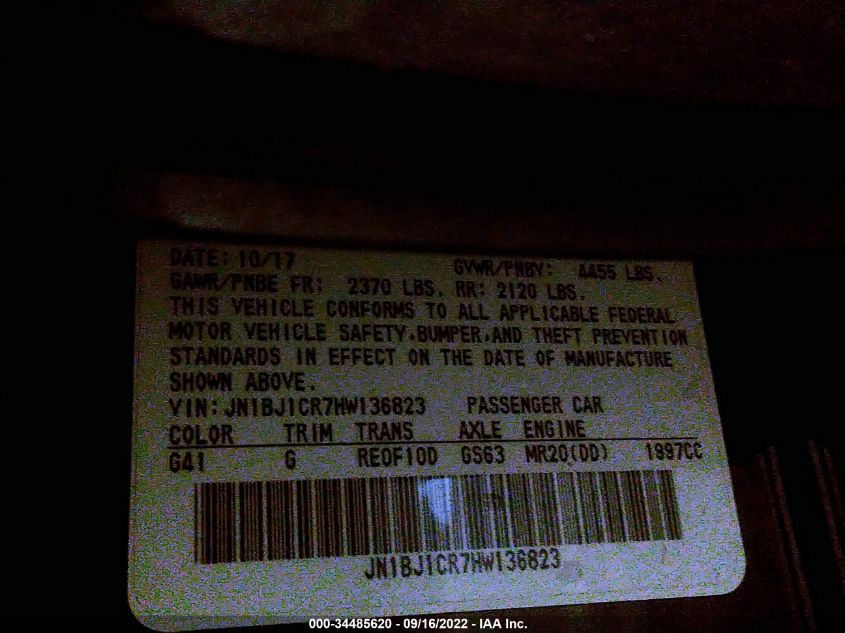 DATE: 10/17 GVWR/PNBV: 4455 LBS.
GAWR/PNBE FR: 2370 LBS. RR: 2120 LBS.
THIS VEHICLE CONFORMS TO ALL APPLICABLE FEDERAL
MOTOR VEHICLE SAFETY,BUMPER,AND THEFT PREVENTION
STANDARDS IN EFFECT ON THE DATE OF MANUFACTURE
SHOWN ABOVE.
VIN: JN1BJ1CR7HW136823 PASSENGER CAR
COLOR TRIM TRANS AXLE ENGINE
G41 G RE0F10D GS63 MR20(DD) 1997CC
JN1BJ1CR7HW136823
000-34485620 - 09/16/2022 - IAA Inc.